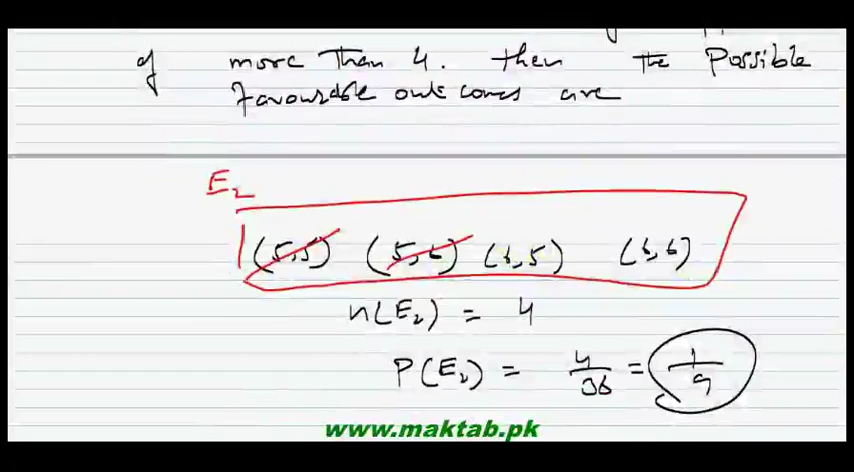 of more than 4. then the Possible
favourable outcomes are
E2
(5,5) (5,6) (6,5) (6,6)
n(E2) = 4
P(E2) = 4/36 = 1/9
www.maktab.pk